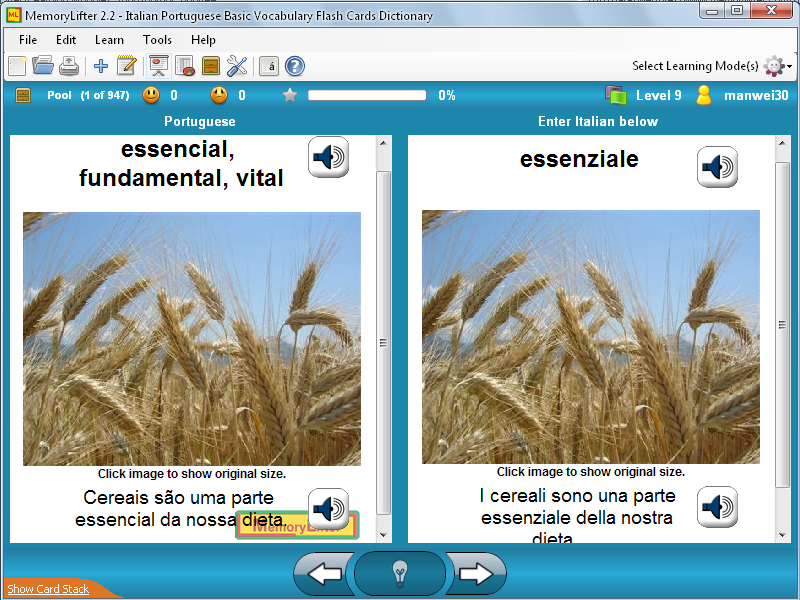 MemoryLifter 2.2 - Italian Portuguese Basic Vocabulary Flash Cards Dictionary
File Edit Learn Tools Help
á ? Select Learning Mode(s)
Pool (1 of 947) 0 0 0% Level 9 manwei30
Portuguese
Enter Italian below
essencial,
fundamental, vital
Click image to show original size.
Cereais são uma parte
essencial da nossa dieta.
MemoryLifter
essenziale
Click image to show original size.
I cereali sono una parte
essenziale della nostra
dieta
Show Card Stack